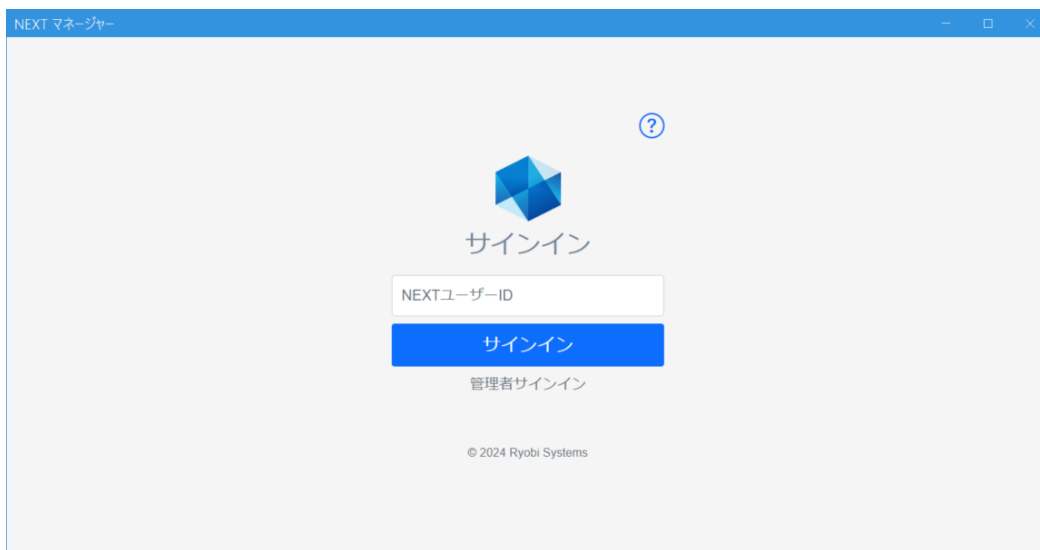 NEXT マネージャー
?
サインイン
NEXTユーザーID
サインイン
管理者サインイン
© 2024 Ryobi Systems